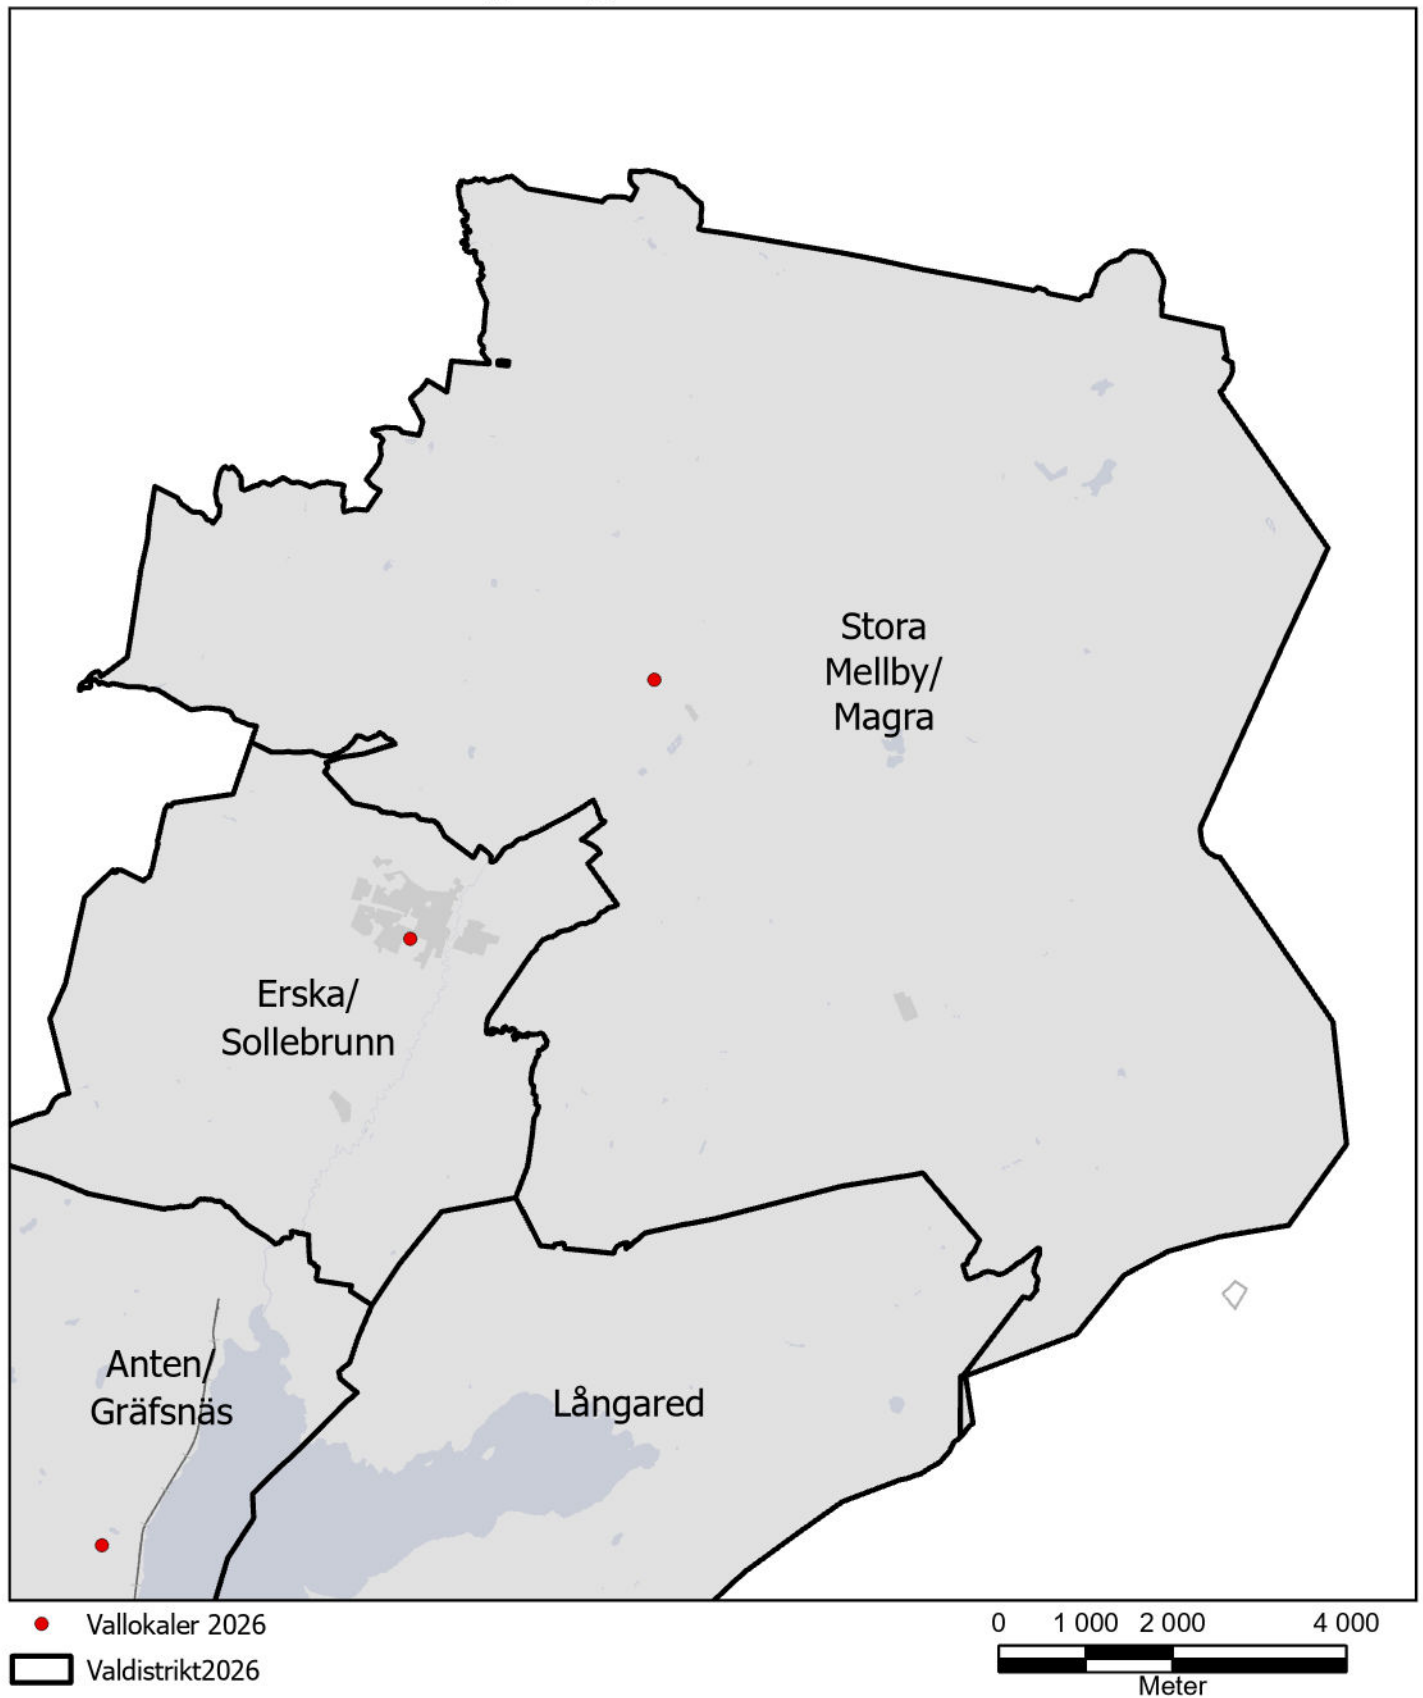 Stora
Mellby/
Magra
Erska/
Sollebrunn
Anten/
Gräfsnäs
Långared
Vallokaler 2026
Valdistrikt2026
0 1 000 2 000 4 000
Meter